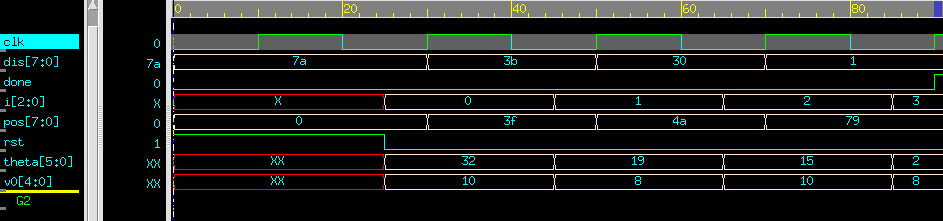 0 20 40 60 80
clk 0
dis[7:0] 7a 7a 3b 30 1
done 0
i[2:0] X X 0 1 2 3
pos[7:0] 0 0 3f 4a 79
rst 1
theta[5:0] XX XX 32 19 15 2
v0[4:0] XX XX 10 8 10 8
G2